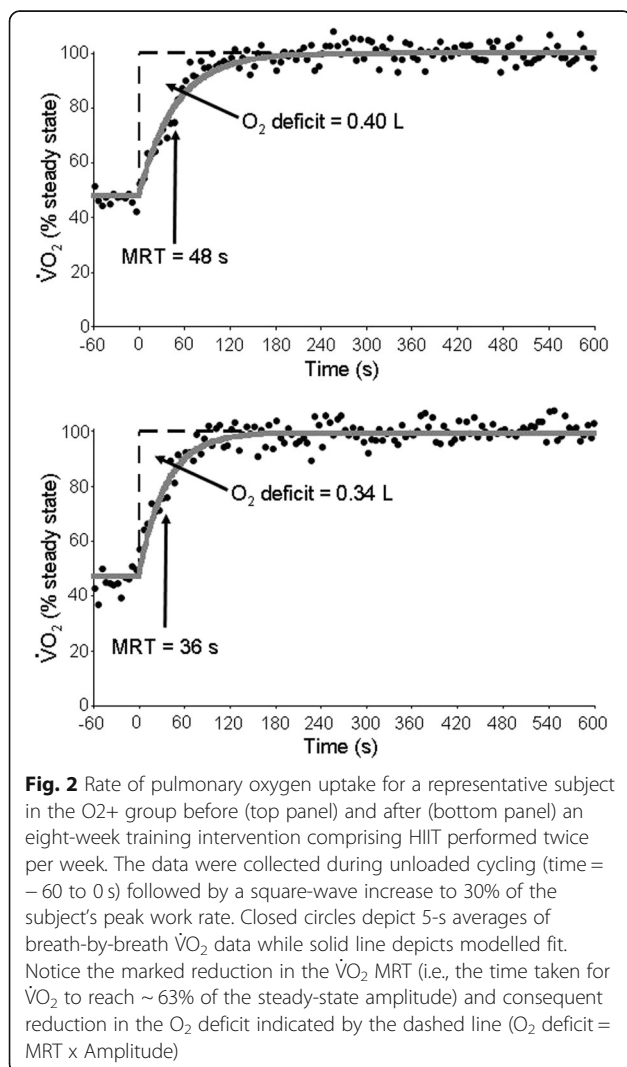 100
80
60
40
20
0
V̇O₂ (% steady state)
O₂ deficit = 0.40 L
MRT = 48 s
-60 0 60 120 180 240 300 360 420 480 540 600
Time (s)
100
80
60
40
20
0
V̇O₂ (% steady state)
O₂ deficit = 0.34 L
MRT = 36 s
-60 0 60 120 180 240 300 360 420 480 540 600
Time (s)
Fig. 2 Rate of pulmonary oxygen uptake for a representative subject
in the O2+ group before (top panel) and after (bottom panel) an
eight-week training intervention comprising HIIT performed twice
per week. The data were collected during unloaded cycling (time =
− 60 to 0 s) followed by a square-wave increase to 30% of the
subject's peak work rate. Closed circles depict 5-s averages of
breath-by-breath V̇O₂ data while solid line depicts modelled fit.
Notice the marked reduction in the V̇O₂ MRT (i.e., the time taken for
V̇O₂ to reach ~ 63% of the steady-state amplitude) and consequent
reduction in the O₂ deficit indicated by the dashed line (O₂ deficit =
MRT x Amplitude)